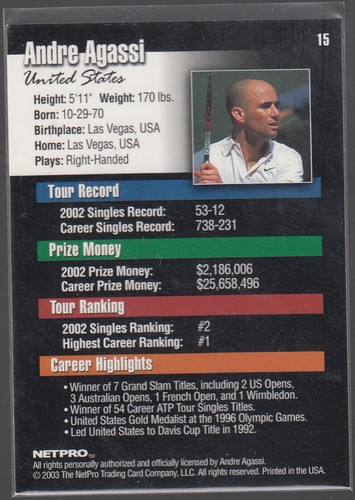 15
Andre Agassi
United States
Height: 5'11" Weight: 170 lbs.
Born: 10-29-70
Birthplace: Las Vegas, USA
Home: Las Vegas, USA
Plays: Right-Handed
Tour Record
2002 Singles Record: 53-12
Career Singles Record: 738-231
Prize Money
2002 Prize Money: $2,186,006
Career Prize Money: $25,658,496
Tour Ranking
2002 Singles Ranking: #2
Highest Career Ranking: #1
Career Highlights
• Winner of 7 Grand Slam Titles, including 2 US Opens,
3 Australian Opens, 1 French Open, and 1 Wimbledon.
• Winner of 54 Career ATP Tour Singles Titles.
• United States Gold Medalist at the 1996 Olympic Games.
• Led United States to Davis Cup Title in 1992.
NETPRO™
All rights personally authorized and officially licensed by Andre Agassi.
© 2003 The NetPro Trading Card Company, LLC. All rights reserved. Printed in the USA.